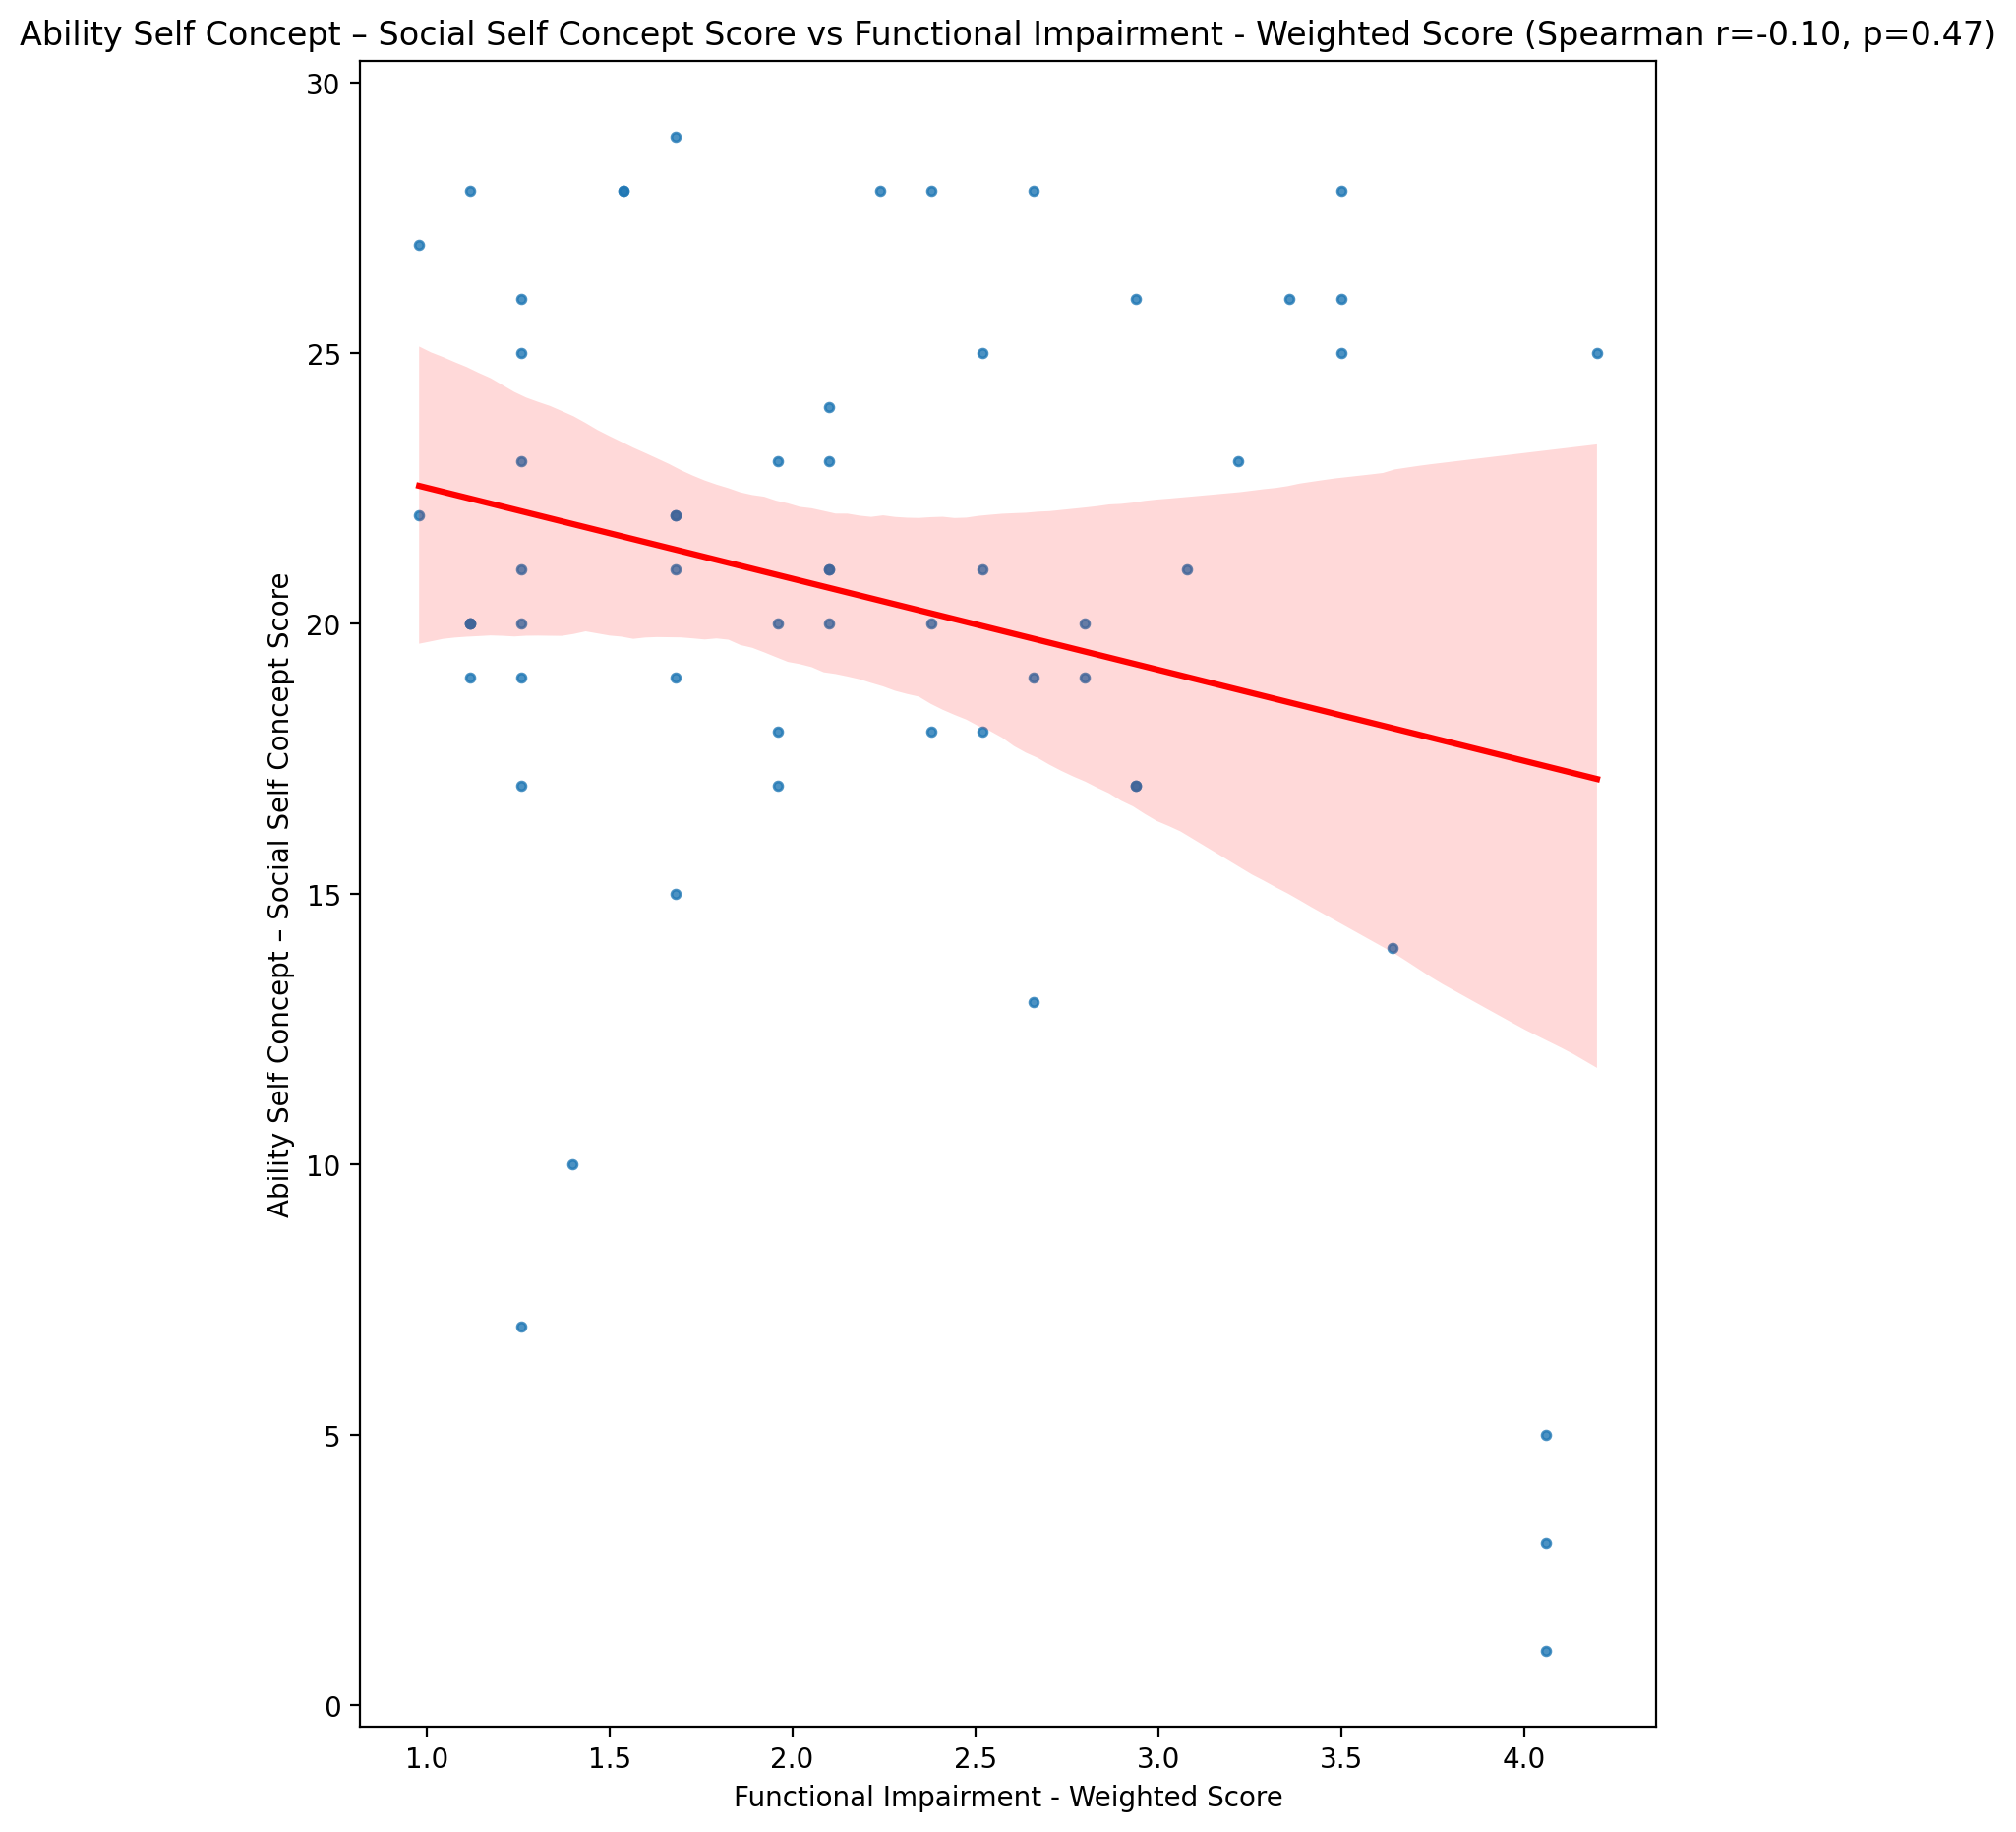 Ability Self Concept – Social Self Concept Score vs Functional Impairment - Weighted Score (Spearman r=-0.10, p=0.47)
30
25
20
15
10
5
0
Ability Self Concept – Social Self Concept Score
1.0 1.5 2.0 2.5 3.0 3.5 4.0
Functional Impairment - Weighted Score